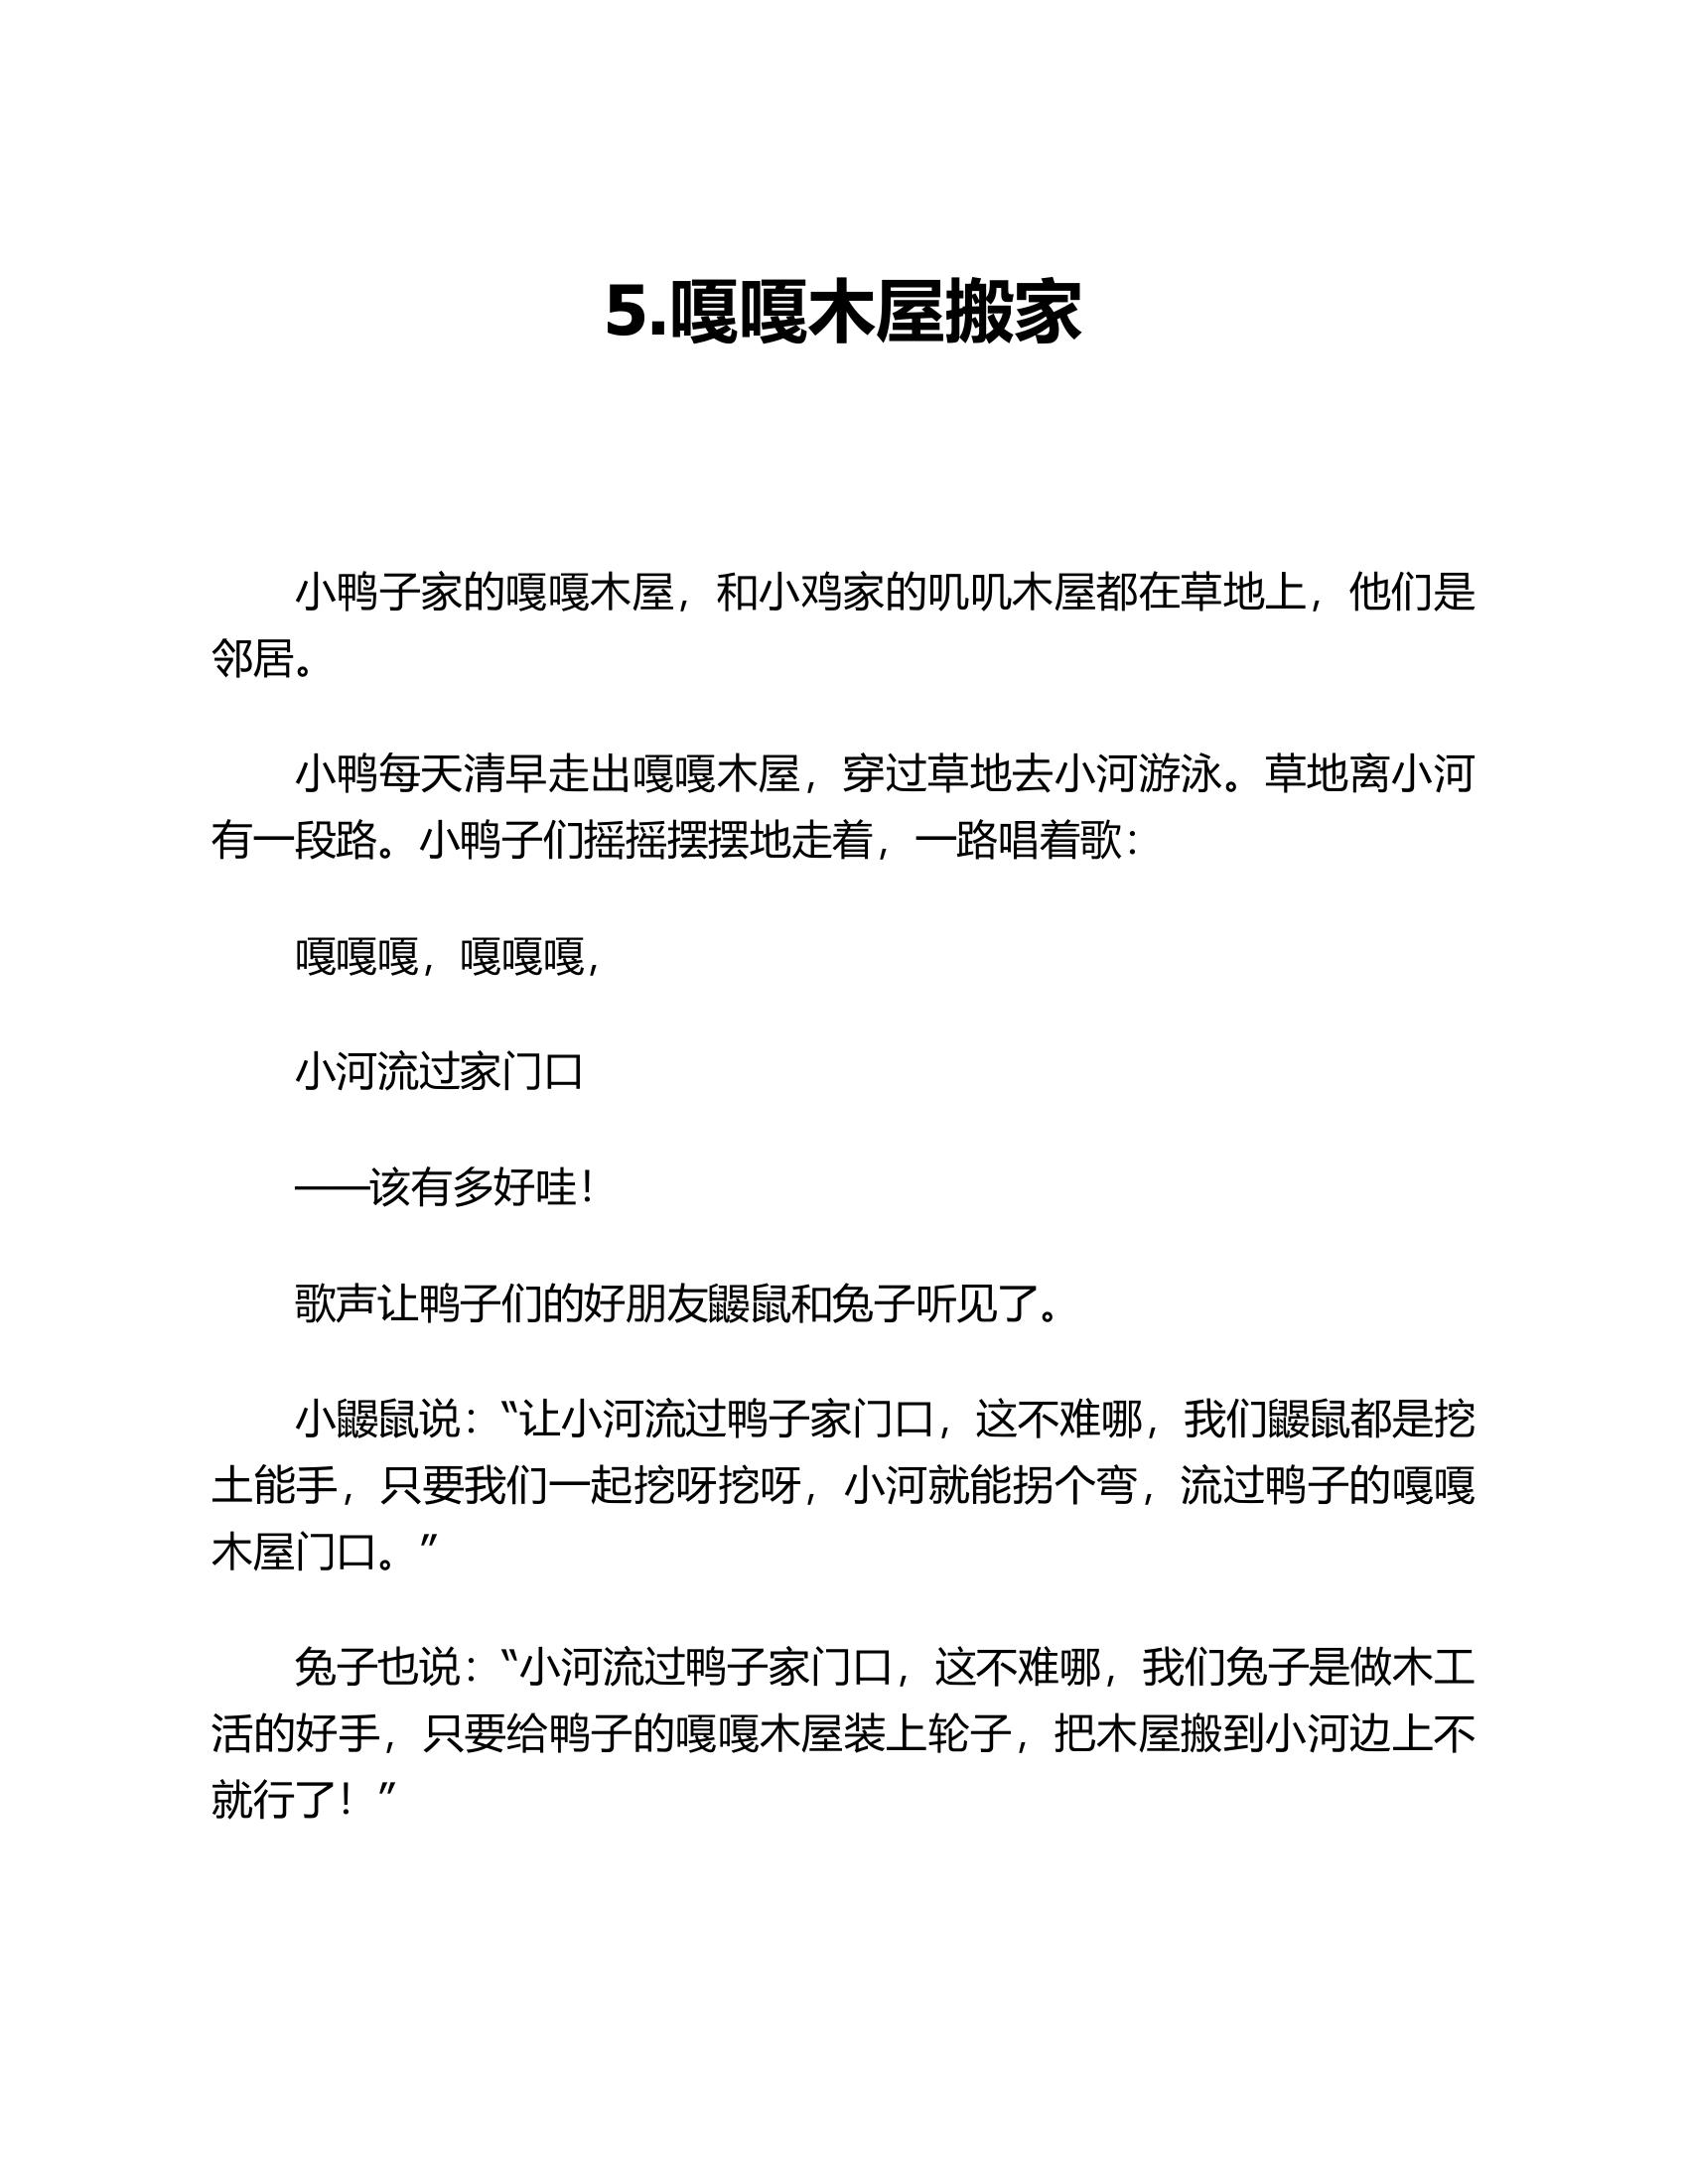 5.嘎嘎木屋搬家
小鸭子家的嘎嘎木屋，和小鸡家的叽叽木屋都在草地上，他们是
邻居。
小鸭每天清早走出嘎嘎木屋，穿过草地去小河游泳。草地离小河
有一段路。小鸭子们摇摇摆摆地走着，一路唱着歌：
嘎嘎嘎，嘎嘎嘎，
小河流过家门口
——该有多好哇！
歌声让鸭子们的好朋友鼹鼠和兔子听见了。
小鼹鼠说：“让小河流过鸭子家门口，这不难哪，我们鼹鼠都是挖
土能手，只要我们一起挖呀挖呀，小河就能拐个弯，流过鸭子的嘎嘎
木屋门口。”
兔子也说：“小河流过鸭子家门口，这不难哪，我们兔子是做木工
活的好手，只要给鸭子的嘎嘎木屋装上轮子，把木屋搬到小河边上不
就行了！”